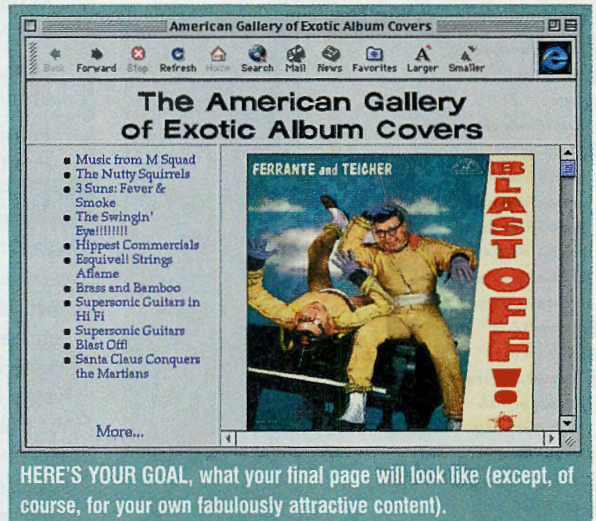 American Gallery of Exotic Album Covers
Back Forward Stop Refresh Home Search Mail News Favorites Larger Smaller
The American Gallery
of Exotic Album Covers
Music from M Squad
The Nutty Squirrels
3 Suns: Fever &
Smoke
The Swingin'
Eye!!!!!!!!
Hippest Commercials
Esquivel! Strings
Aflame
Brass and Bamboo
Supersonic Guitars in
Hi Fi
Supersonic Guitars
Blast Off!
Santa Claus Conquers
the Martians
More...
FERRANTE and TEICHER
BLAST OFF!
HERE'S YOUR GOAL, what your final page will look like (except, of
course, for your own fabulously attractive content).